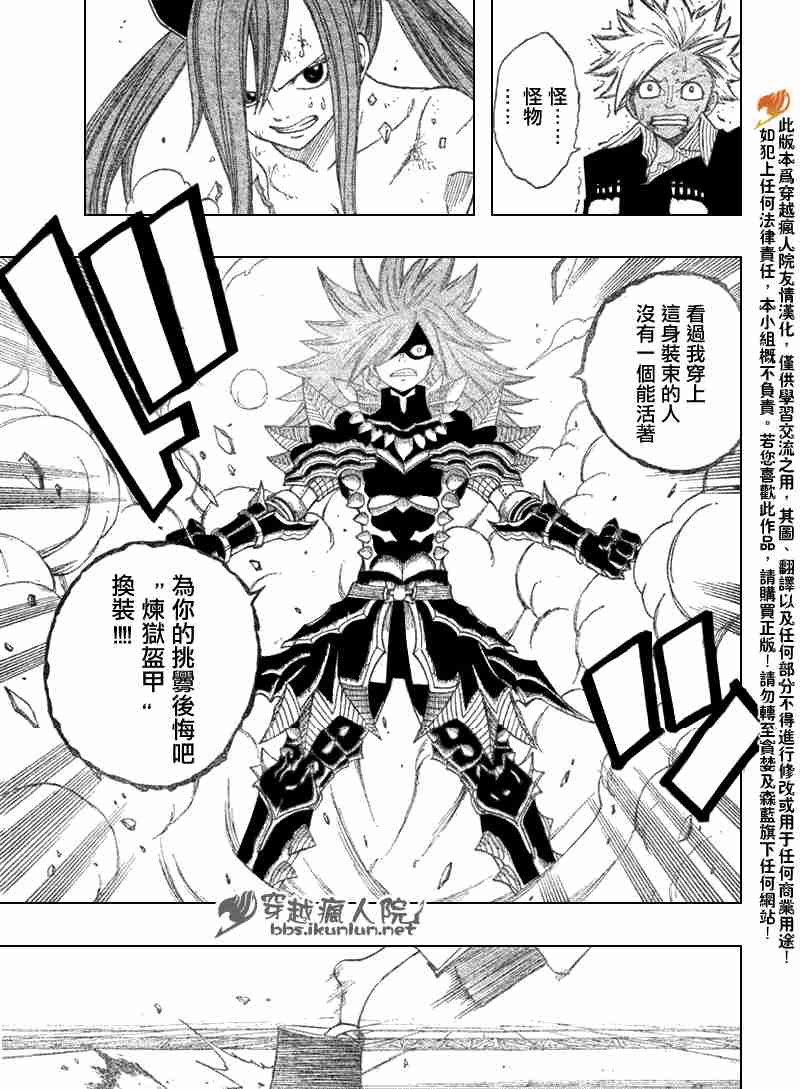 怪……
怪物
……
看過我穿上
這身裝束的人
沒有一個能活著
為你的挑釁後悔吧
”煉獄盔甲“
換裝!!!!
此版本爲穿越瘋人院友情漢化，僅供學習交流之用，其圖、翻譯以及任何部分不得進行修改或用于任何商業用途！
如犯上任何法律責任，本小組概不負責。若您喜歡此作品，請購買正版！請勿轉至貪婪及森藍旗下任何網站！
穿越瘋人院
bbs.ikunlun.net